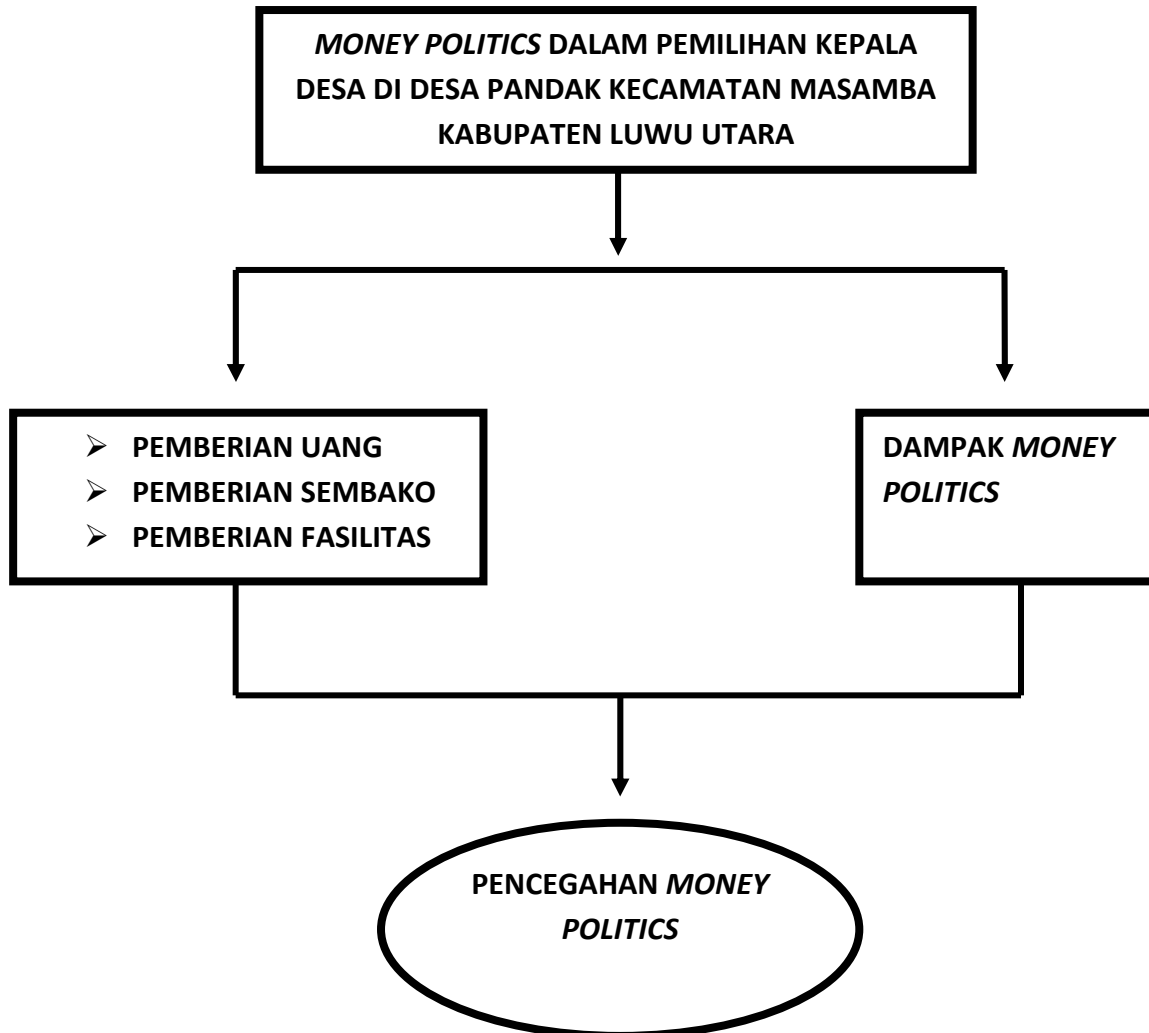 MONEY POLITICS DALAM PEMILIHAN KEPALA
DESA DI DESA PANDAK KECAMATAN MASAMBA
KABUPATEN LUWU UTARA
➢ PEMBERIAN UANG
➢ PEMBERIAN SEMBAKO
➢ PEMBERIAN FASILITAS
DAMPAK MONEY
POLITICS
PENCEGAHAN MONEY
POLITICS